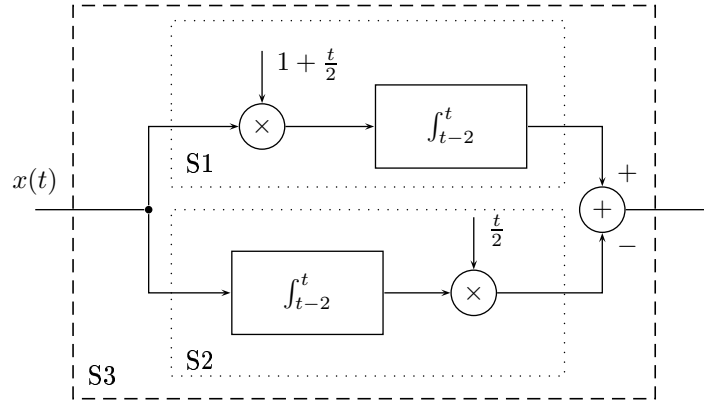 1 + t/2
×
∫_{t−2}^{t}
S1
x(t)
+
+
−
t/2
∫_{t−2}^{t}
×
S2
S3